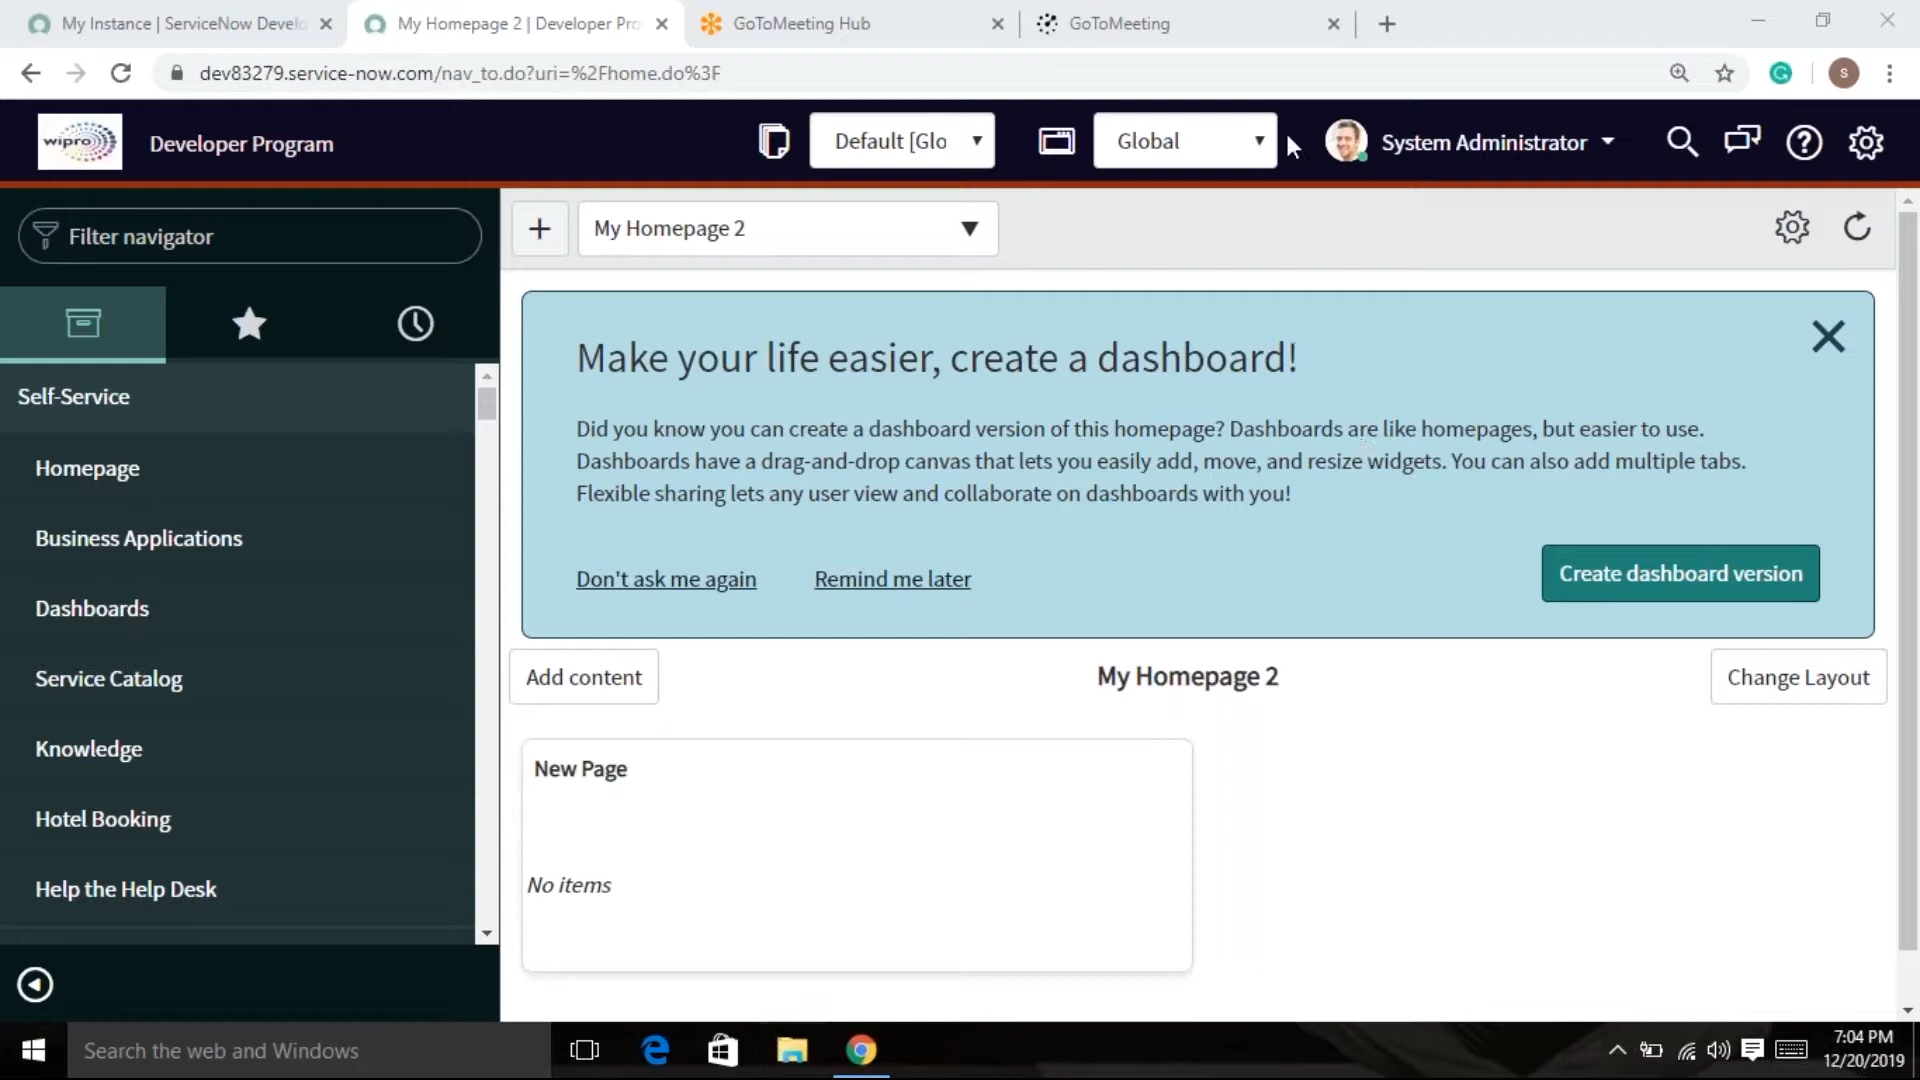 My Instance | ServiceNow Develo
My Homepage 2 | Developer Pro
GoToMeeting Hub
GoToMeeting
dev83279.service-now.com/nav_to.do?uri=%2Fhome.do%3F
S
wipro
Developer Program
Default [Glo
Global
System Administrator
Filter navigator
My Homepage 2
Self-Service
Homepage
Business Applications
Dashboards
Service Catalog
Knowledge
Hotel Booking
Help the Help Desk
Make your life easier, create a dashboard!
Did you know you can create a dashboard version of this homepage? Dashboards are like homepages, but easier to use.
Dashboards have a drag-and-drop canvas that lets you easily add, move, and resize widgets. You can also add multiple tabs.
Flexible sharing lets any user view and collaborate on dashboards with you!
Don't ask me again
Remind me later
Create dashboard version
Add content
My Homepage 2
Change Layout
New Page
No items
Search the web and Windows
7:04 PM
12/20/2019